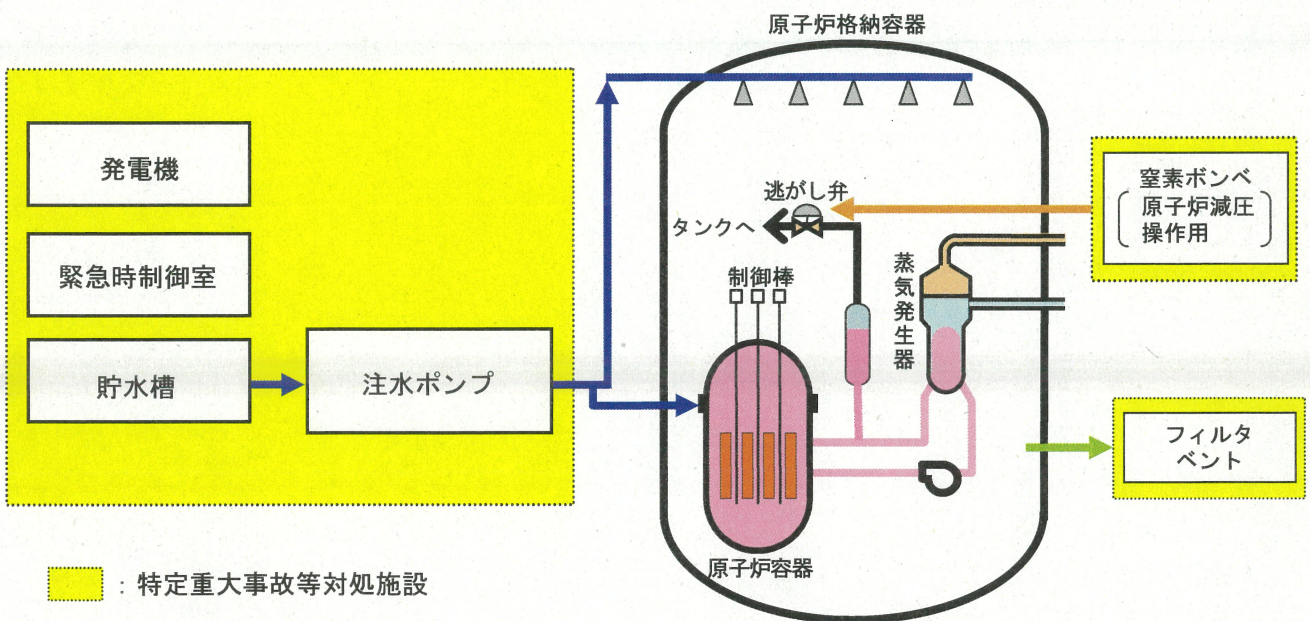 原子炉格納容器
発電機
緊急時制御室
貯水槽
注水ポンプ
逃がし弁
タンクへ
制御棒
蒸気発生器
原子炉容器
窒素ボンベ
原子炉減圧
操作用
フィルタ
ベント
：特定重大事故等対処施設